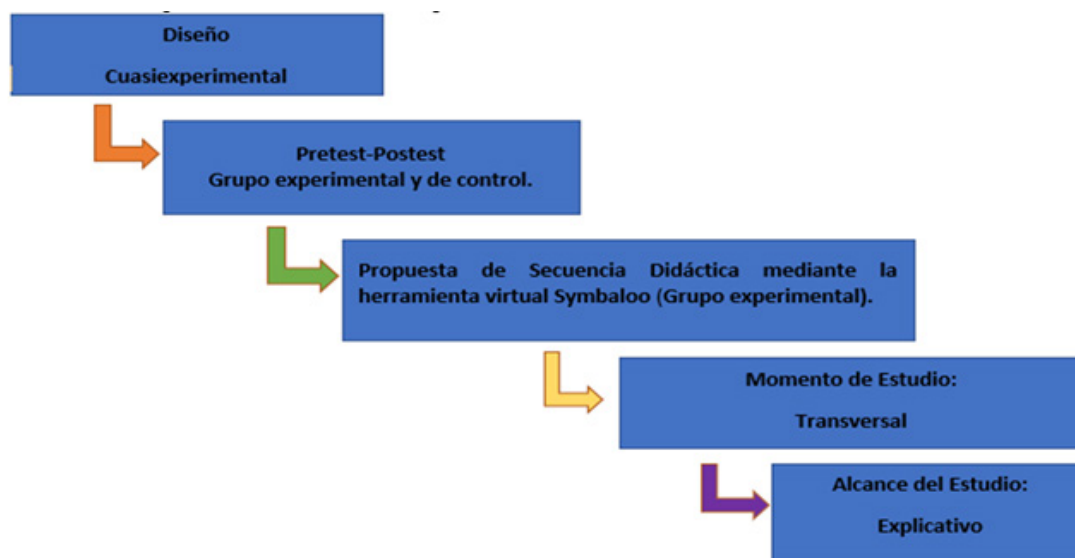 Diseño
Cuasiexperimental
Pretest-Postest
Grupo experimental y de control.
Propuesta de Secuencia Didáctica mediante la
herramienta virtual Symbaloo (Grupo experimental).
Momento de Estudio:
Transversal
Alcance del Estudio:
Explicativo